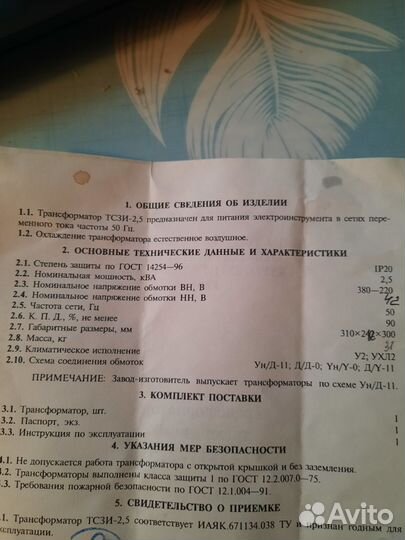 1. ОБЩИЕ СВЕДЕНИЯ ОБ ИЗДЕЛИИ
1.1. Трансформатор ТСЗИ-2,5 предназначен для питания электроинструмента в сетях пере-
менного тока частоты 50 Гц.
1.2. Охлаждение трансформатора естественное воздушное.
2. ОСНОВНЫЕ ТЕХНИЧЕСКИЕ ДАННЫЕ И ХАРАКТЕРИСТИКИ
2.1. Степень защиты по ГОСТ 14254—96 IP20
2.2. Номинальная мощность, кВА 2,5
2.3. Номинальное напряжение обмотки ВН, В 380—220
2.4. Номинальное напряжение обмотки НН, В 42
2.5. Частота сети, Гц 50
2.6. К. П. Д., %, не менее 90
2.7. Габаритные размеры, мм 310×2 2×300
2.8. Масса, кг
2.9. Климатическое исполнение У2; УХЛ2
2.10. Схема соединения обмоток Ун/Д-11; Д/Д-0; Ун/Y-0; Д/Y-11
ПРИМЕЧАНИЕ: Завод-изготовитель выпускает трансформаторы по схеме Ун/Д-11.
3. КОМПЛЕКТ ПОСТАВКИ
3.1. Трансформатор, шт. 1
3.2. Паспорт, экз. 1
3.3. Инструкция по эксплуатации 1
4. УКАЗАНИЯ МЕР БЕЗОПАСНОСТИ
4.1. Не допускается работа трансформатора с открытой крышкой и без заземления.
4.2. Трансформаторы выполнены класса защиты 1 по ГОСТ 12.2.007.0—75.
4.3. Требования пожарной безопасности по ГОСТ 12.1.004—91.
5. СВИДЕТЕЛЬСТВО О ПРИЕМКЕ
.1. Трансформатор ТСЗИ-2,5 соответствует ИАЯК.671134.038 ТУ и признан годным для
эксплуатации.
Avito